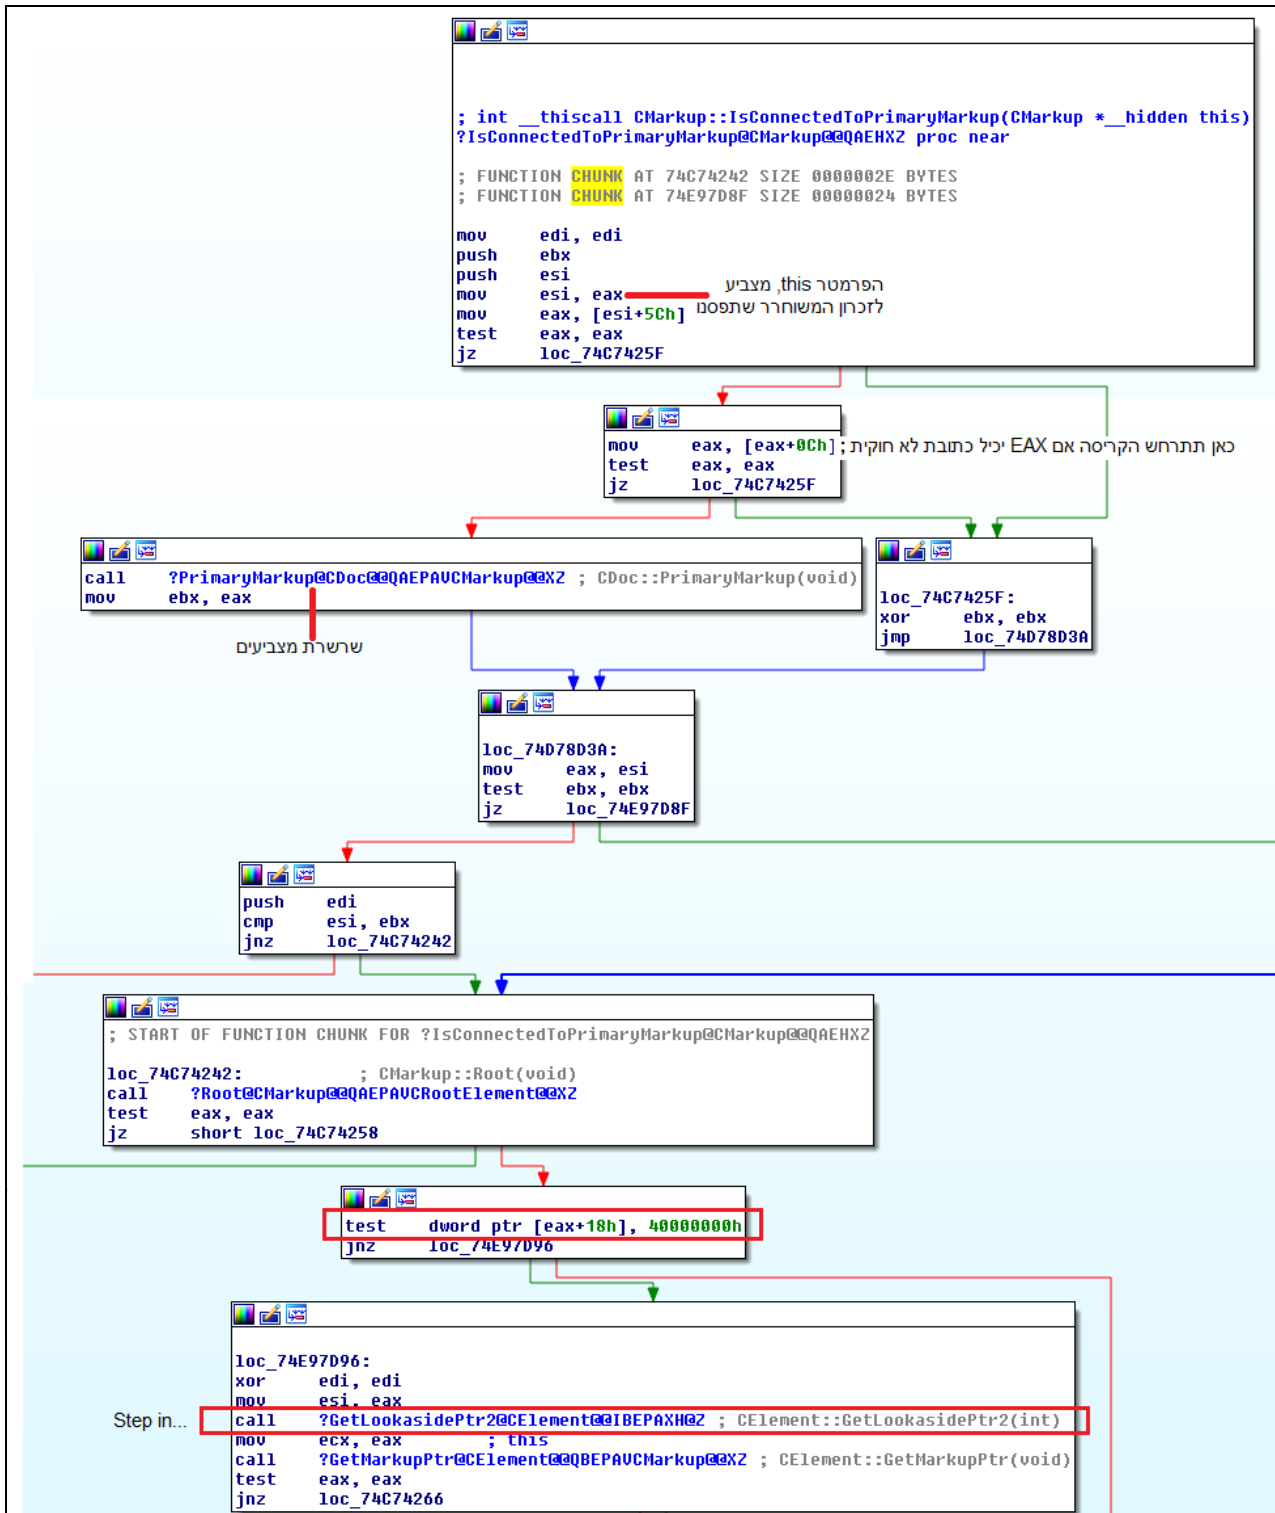 ; int __thiscall CMarkup::IsConnectedToPrimaryMarkup(CMarkup *__hidden this)
?IsConnectedToPrimaryMarkup@CMarkup@@QAEHXZ proc near
; FUNCTION CHUNK AT 74C74242 SIZE 0000002E BYTES
; FUNCTION CHUNK AT 74E97D8F SIZE 00000024 BYTES
mov edi, edi
push ebx
push esi
mov esi, eax
mov eax, [esi+5Ch]
test eax, eax
jz loc_74C7425F
הפרמטר this, מצביע
לזכרון המשוחרר שתפסנו
mov eax, [eax+0Ch] ;
test eax, eax
jz loc_74C7425F
כאן תתרחש הקריסה אם EAX יכיל כתובת לא חוקית
call ?PrimaryMarkup@CDoc@@QAEPAVCMarkup@@XZ ; CDoc::PrimaryMarkup(void)
mov ebx, eax
שרשרת מצביעים
loc_74C7425F:
xor ebx, ebx
jmp loc_74D78D3A
loc_74D78D3A:
mov eax, esi
test ebx, ebx
jz loc_74E97D8F
push edi
cmp esi, ebx
jnz loc_74C74242
; START OF FUNCTION CHUNK FOR ?IsConnectedToPrimaryMarkup@CMarkup@@QAEHXZ
loc_74C74242: ; CMarkup::Root(void)
call ?Root@CMarkup@@QAEPAVCRootElement@@XZ
test eax, eax
jz short loc_74C74258
test dword ptr [eax+18h], 40000000h
jnz loc_74E97D96
loc_74E97D96:
xor edi, edi
mov esi, eax
Step in...
call ?GetLookasidePtr2@CElement@@IBEPAXH@Z ; CElement::GetLookasidePtr2(int)
mov ecx, eax ; this
call ?GetMarkupPtr@CElement@@QBEPAVCMarkup@@XZ ; CElement::GetMarkupPtr(void)
test eax, eax
jnz loc_74C74266